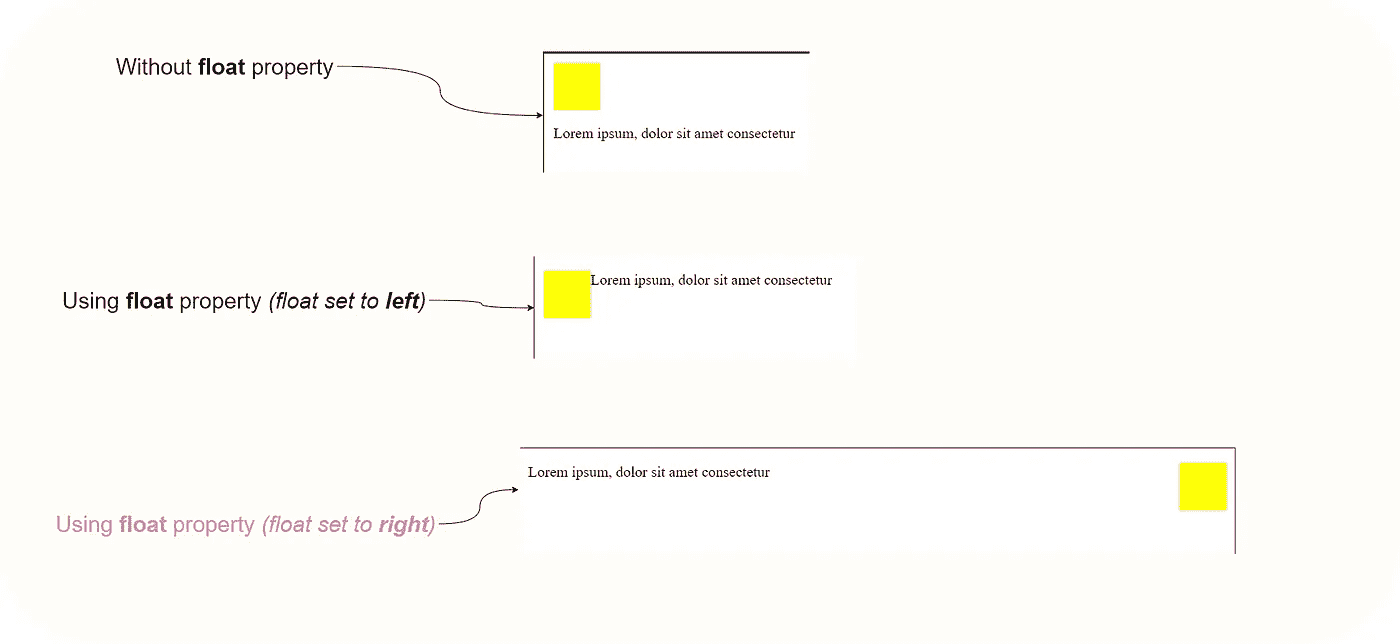 Without float property
Lorem ipsum, dolor sit amet consectetur
Using float property (float set to left)
Lorem ipsum, dolor sit amet consectetur
Using float property (float set to right)
Lorem ipsum, dolor sit amet consectetur